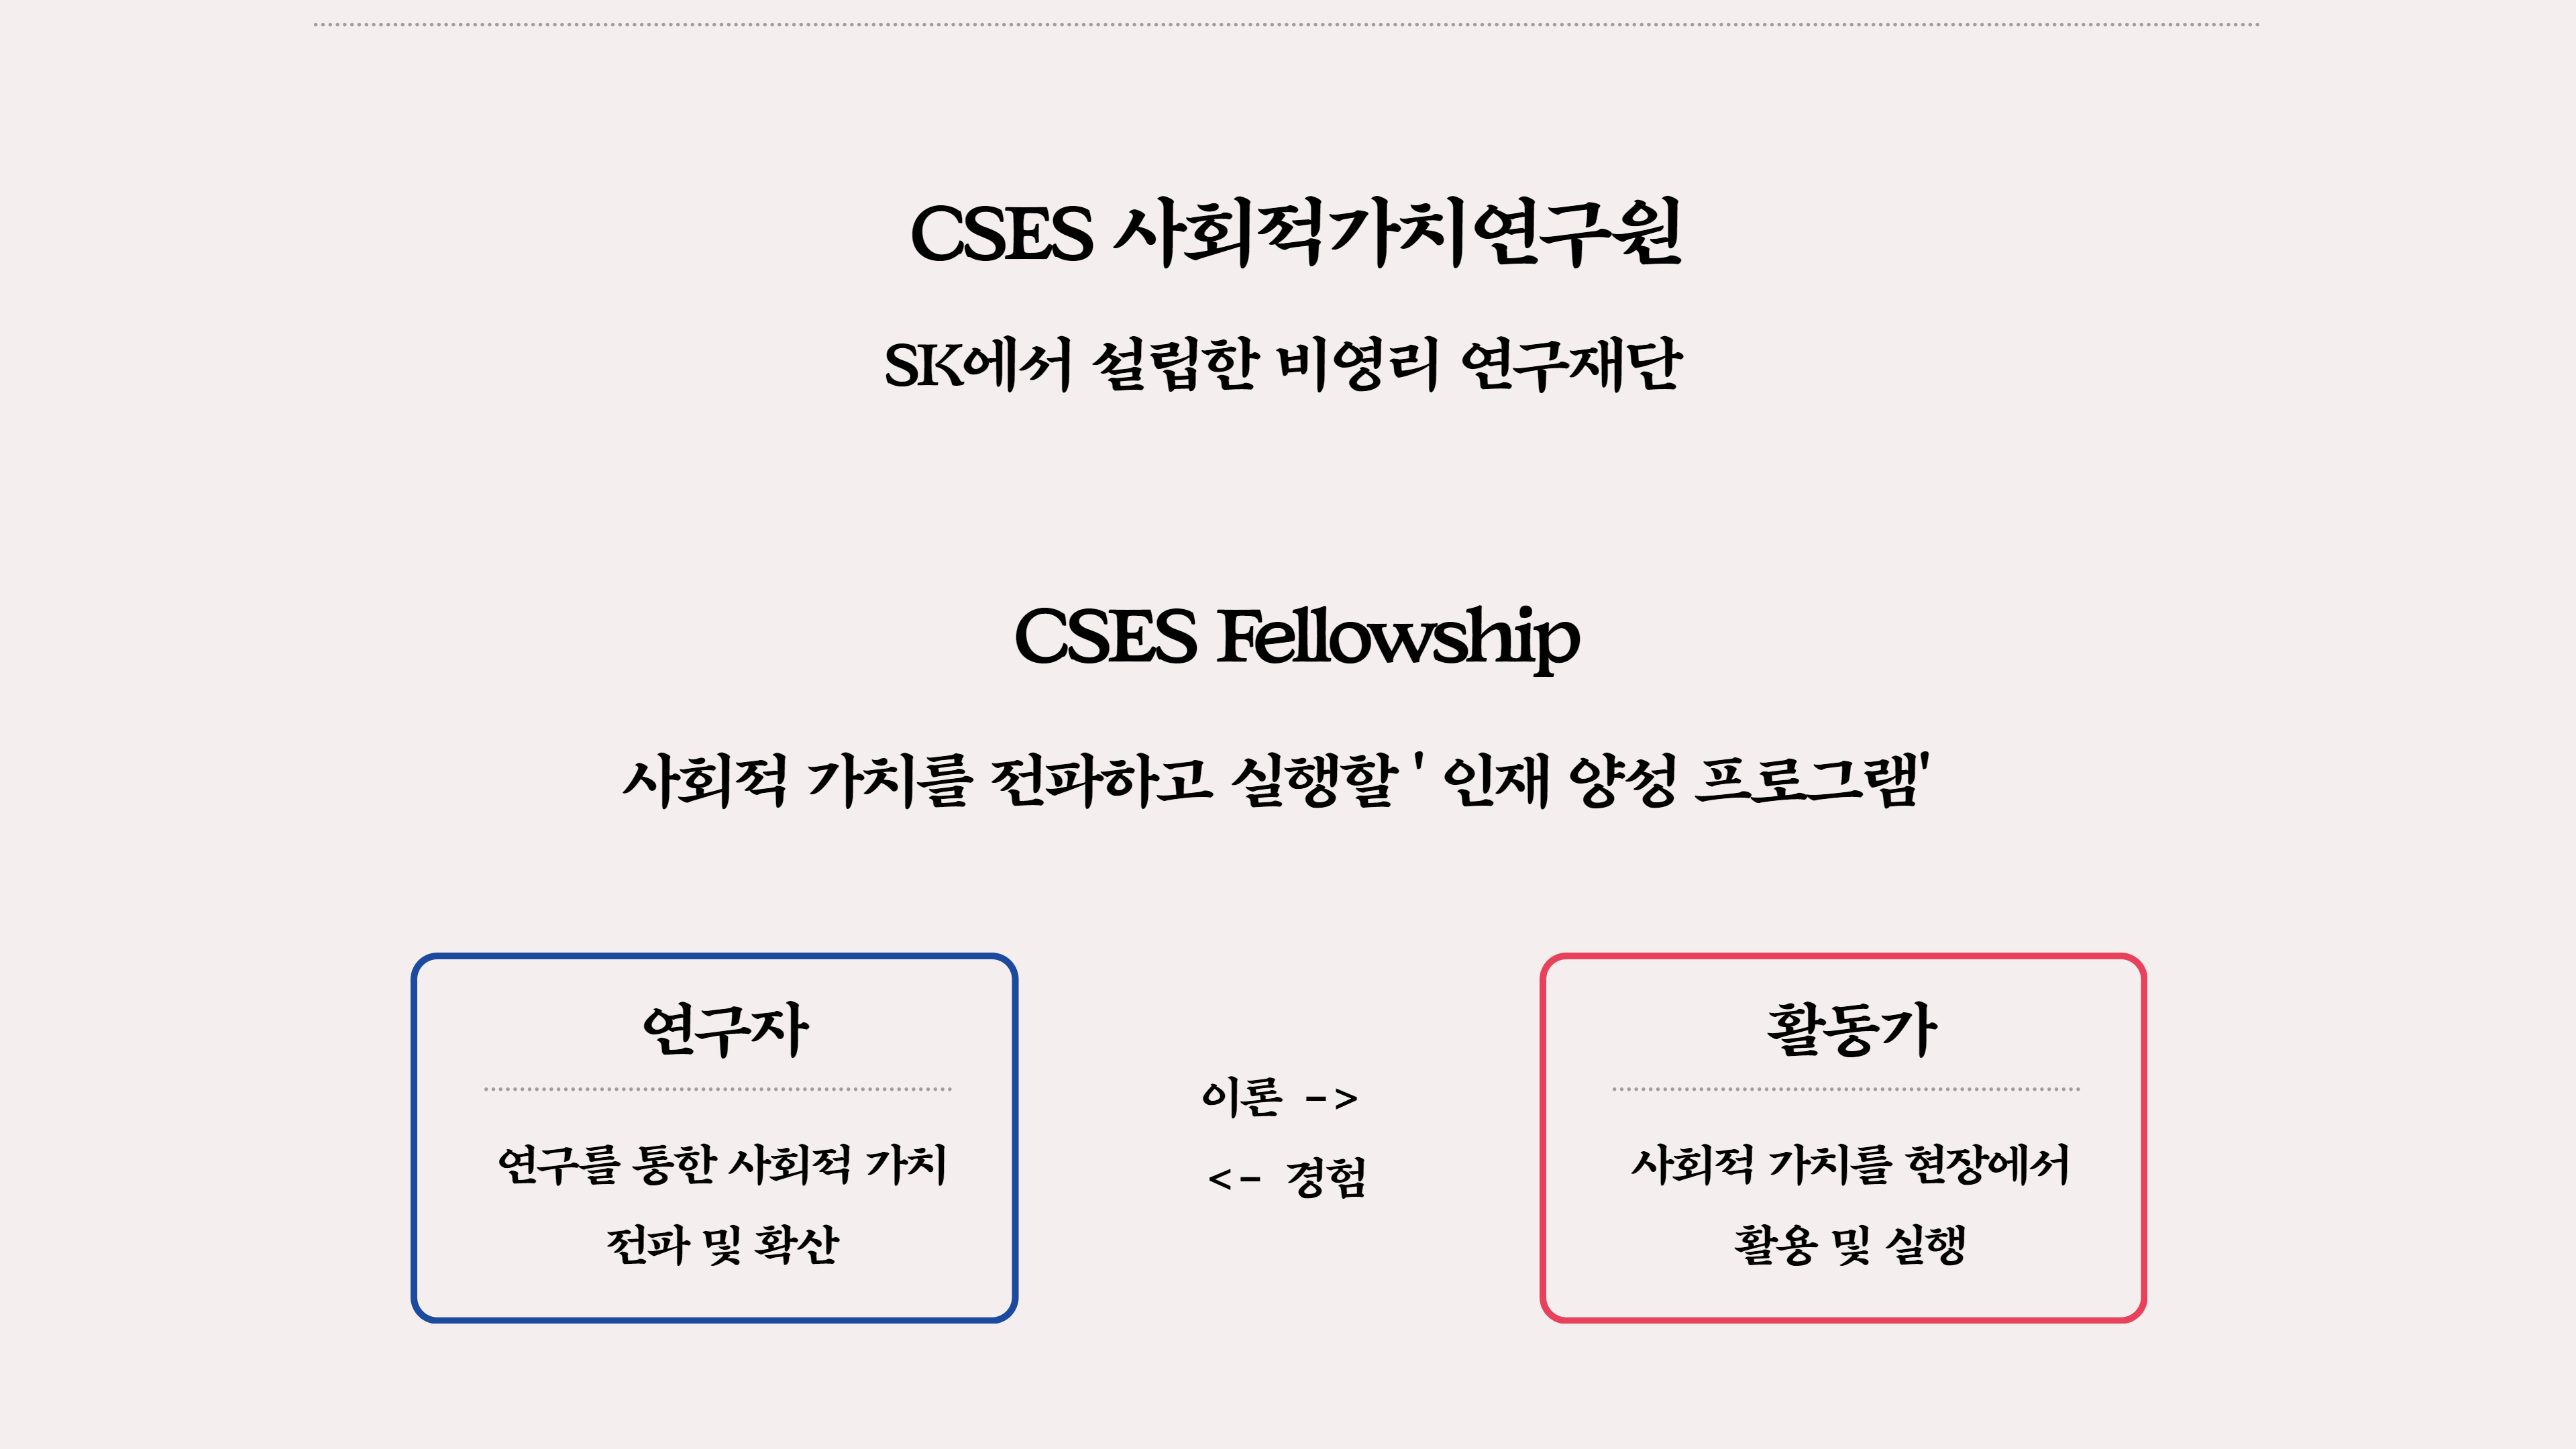 CSES 사회적가치연구원
SK에서 설립한 비영리 연구재단
CSES Fellowship
사회적 가치를 전파하고 실행할 ' 인재 양성 프로그램'
연구자
연구를 통한 사회적 가치
전파 및 확산
이론 ->
<- 경험
활동가
사회적 가치를 현장에서
활용 및 실행